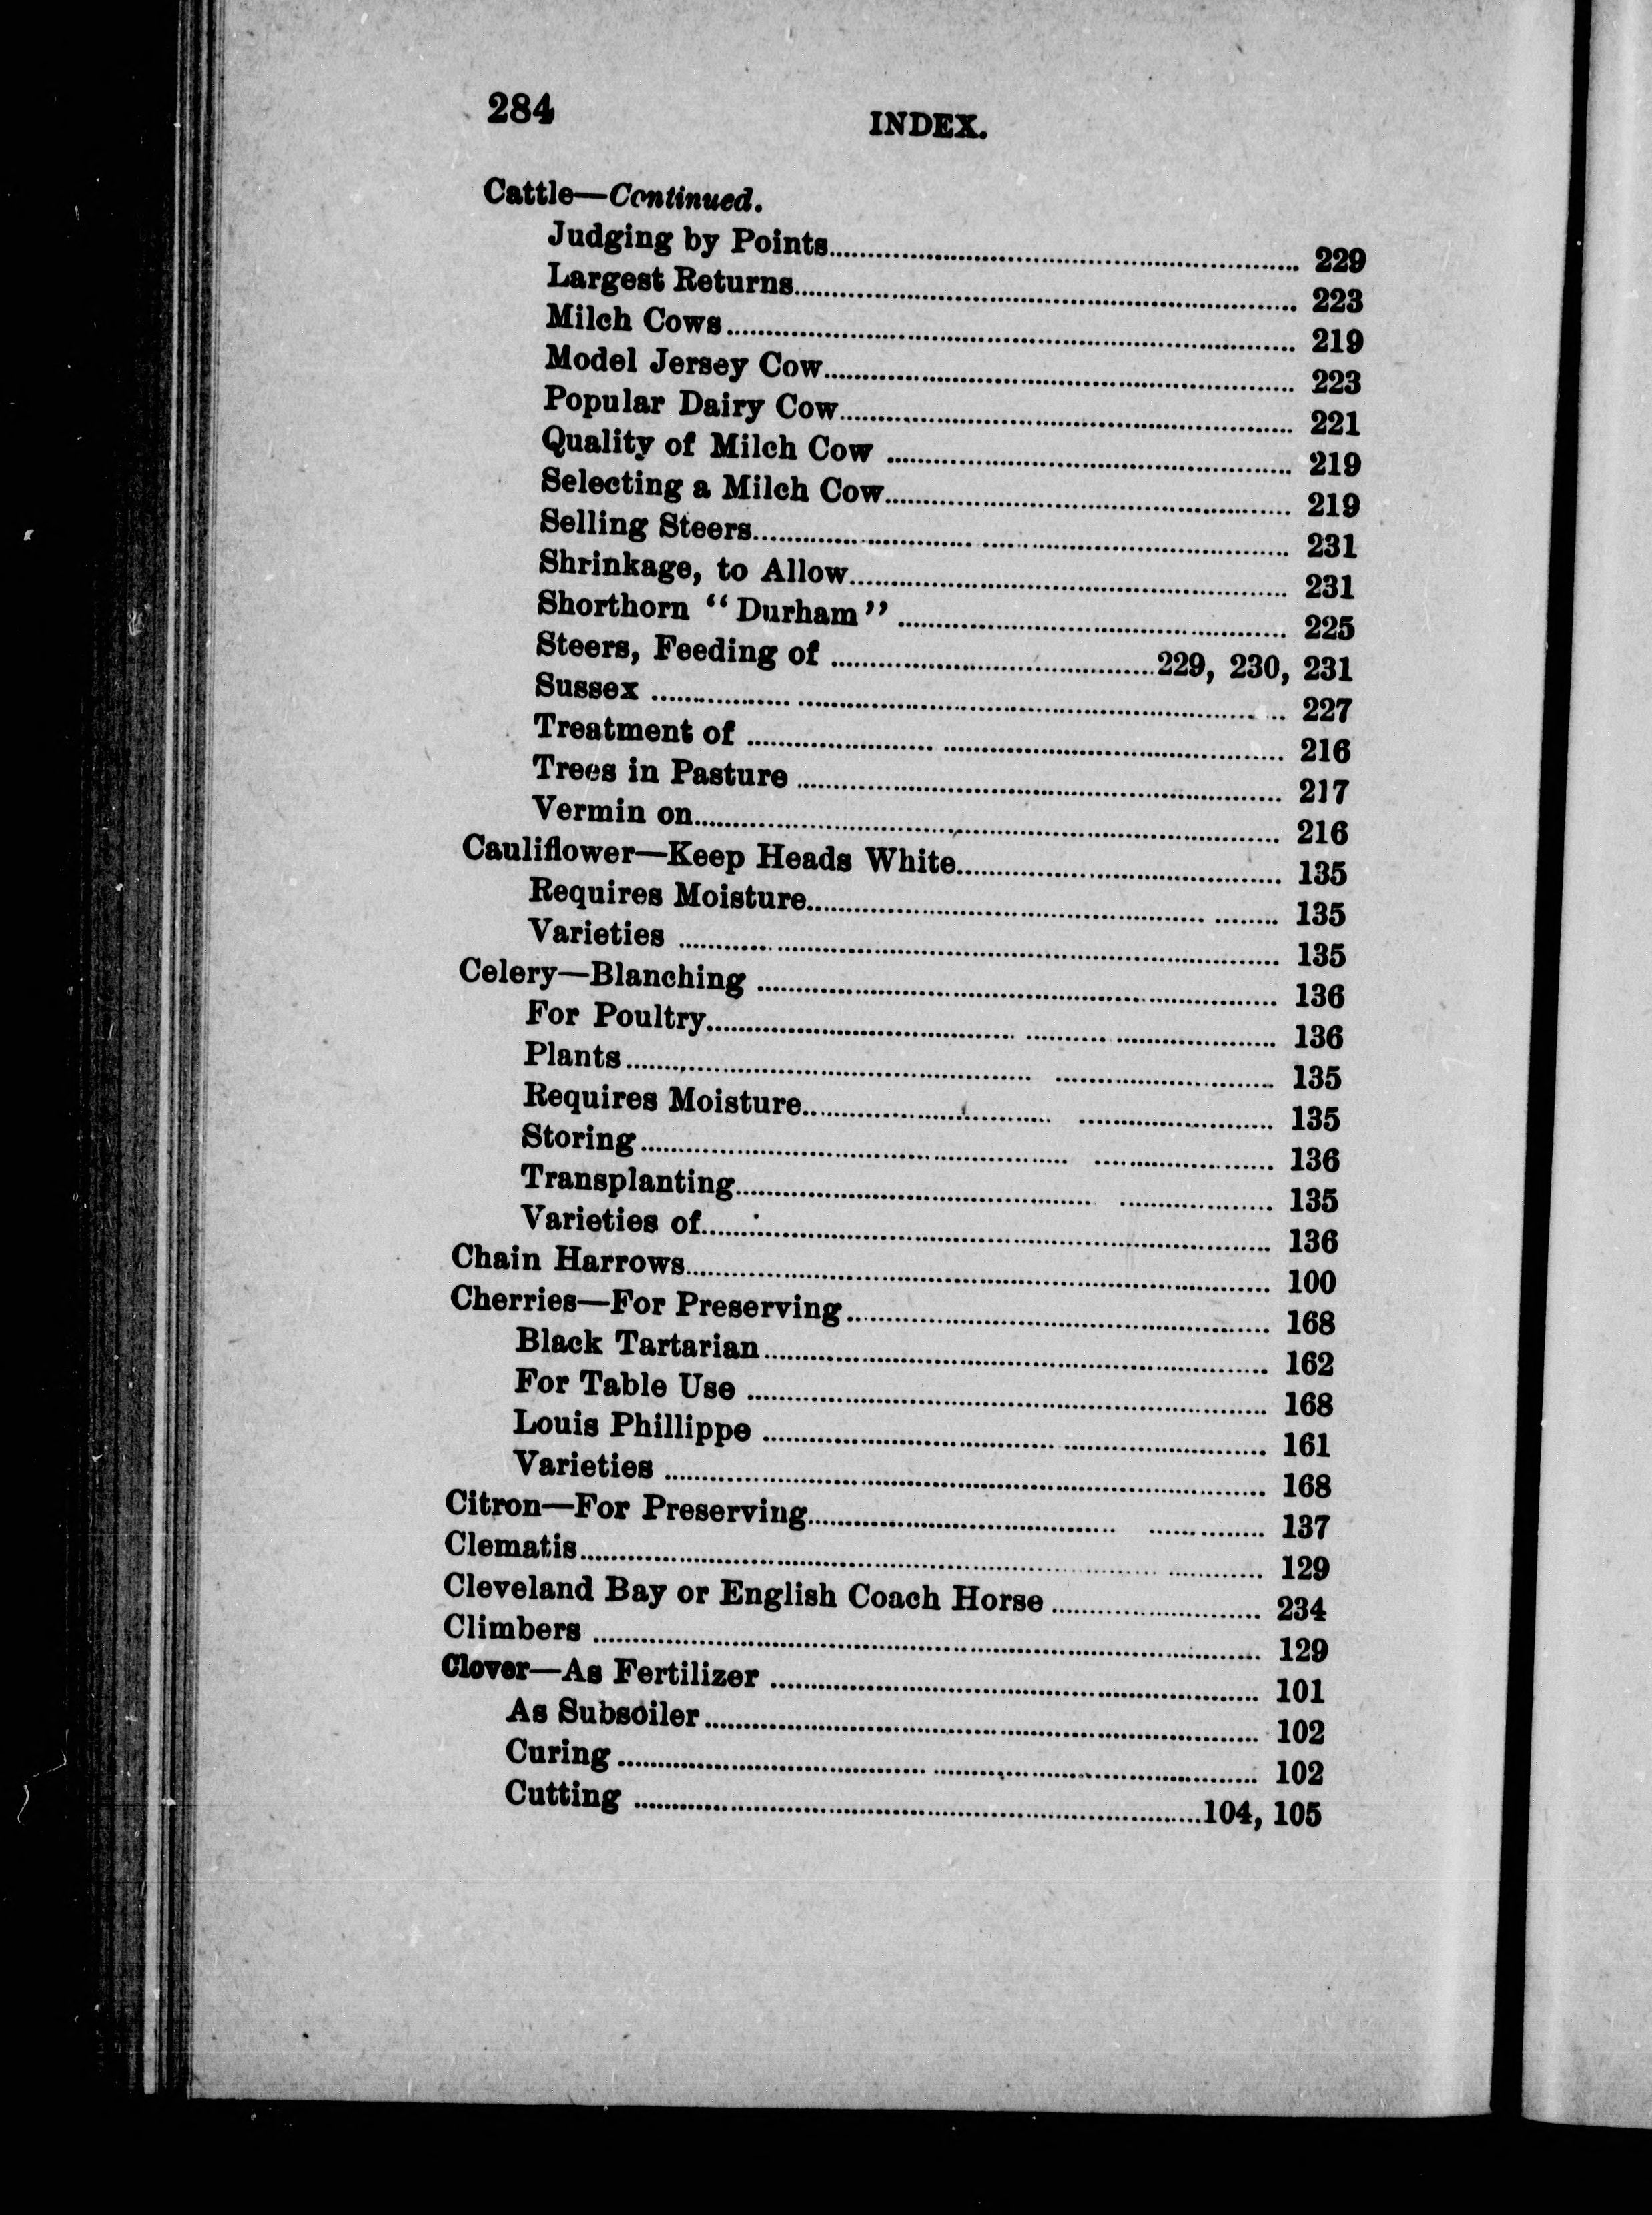 284
INDEX.
Cattle—Continued.
Judging by Points........ 229
Largest Returns........ 223
Milch Cows........ 219
Model Jersey Cow........ 223
Popular Dairy Cow........ 221
Quality of Milch Cow ........ 219
Selecting a Milch Cow........ 219
Selling Steers........ 231
Shrinkage, to Allow........ 231
Shorthorn "Durham" ........ 225
Steers, Feeding of ........229, 230, 231
Sussex ........ 227
Treatment of ........ 216
Trees in Pasture ........ 217
Vermin on........ 216
Cauliflower—Keep Heads White........ 135
Requires Moisture........ 135
Varieties ........ 135
Celery—Blanching ........ 136
For Poultry........ 136
Plants........ 135
Requires Moisture........ 135
Storing........ 136
Transplanting........ 135
Varieties of........ 136
Chain Harrows........ 100
Cherries—For Preserving........ 168
Black Tartarian........ 162
For Table Use ........ 168
Louis Phillippe ........ 161
Varieties ........ 168
Citron—For Preserving........ 137
Clematis........ 129
Cleveland Bay or English Coach Horse ........ 234
Climbers ........ 129
Clover—As Fertilizer ........ 101
As Subsoiler........ 102
Curing ........ 102
Cutting ........104, 105